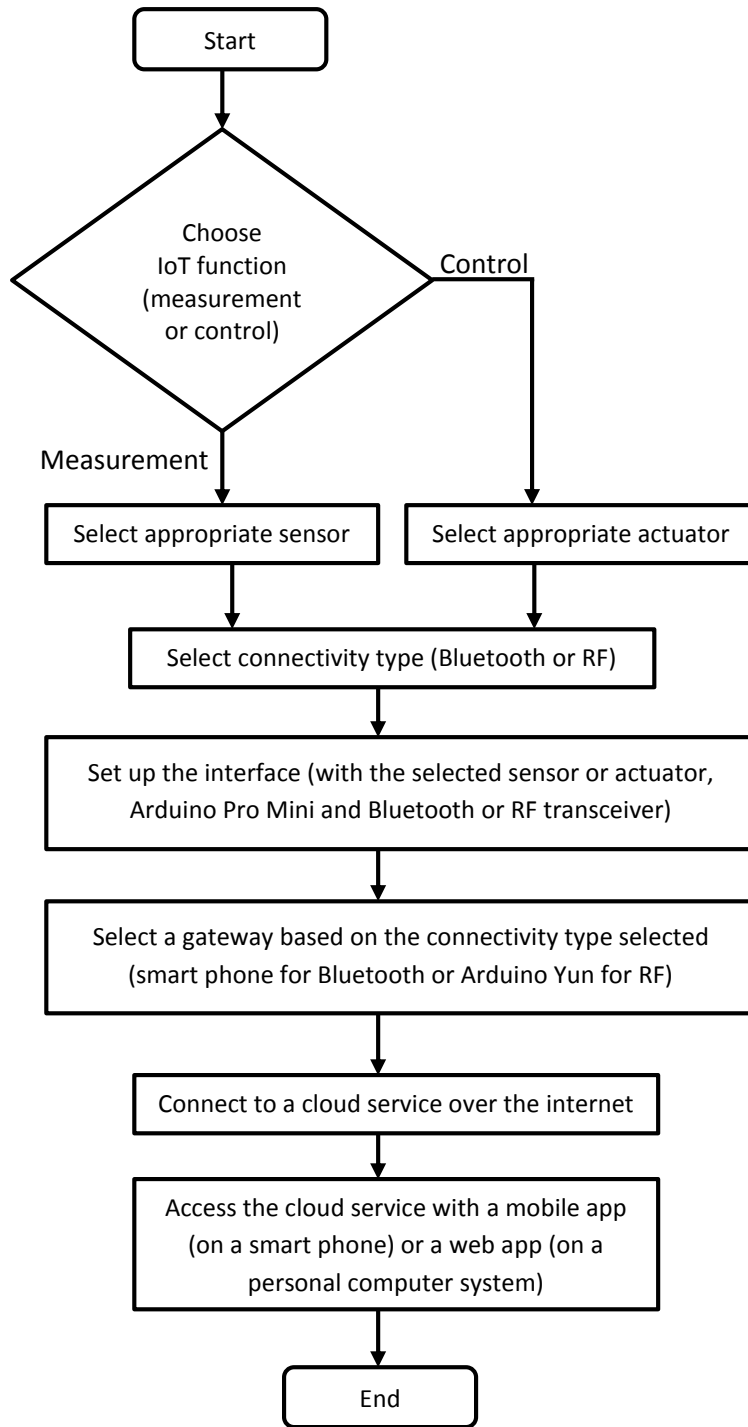 Start
Choose
IoT function
(measurement
or control)
Control
Measurement
Select appropriate sensor
Select appropriate actuator
Select connectivity type (Bluetooth or RF)
Set up the interface (with the selected sensor or actuator,
Arduino Pro Mini and Bluetooth or RF transceiver)
Select a gateway based on the connectivity type selected
(smart phone for Bluetooth or Arduino Yun for RF)
Connect to a cloud service over the internet
Access the cloud service with a mobile app
(on a smart phone) or a web app (on a
personal computer system)
End